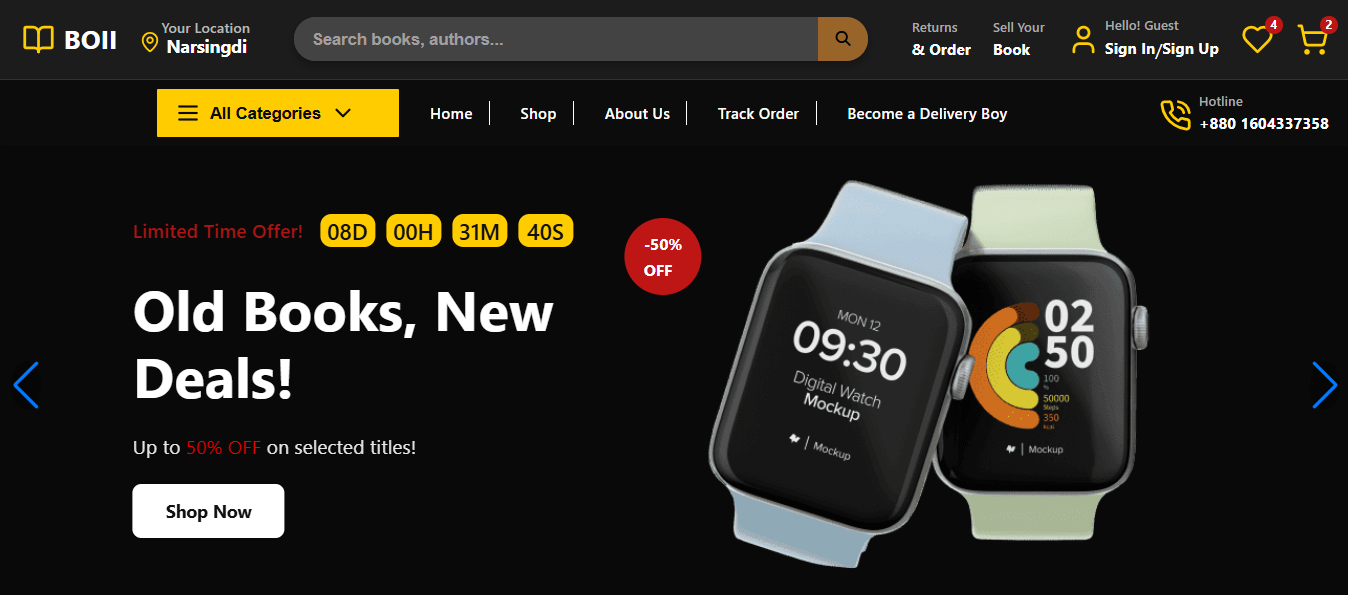 BOII
Your Location
Narsingdi
Search books, authors...
Returns
& Order
Sell Your
Book
Hello! Guest
Sign In/Sign Up
4
2
All Categories
Home
Shop
About Us
Track Order
Become a Delivery Boy
Hotline
+880 1604337358
Limited Time Offer!
08D
00H
31M
40S
Old Books, New
Deals!
Up to 50% OFF on selected titles!
Shop Now
-50%
OFF
MON 12
09:30
Digital Watch
Mockup
Mockup
02
50
100
%
50000
Steps
350
kcal
Mockup